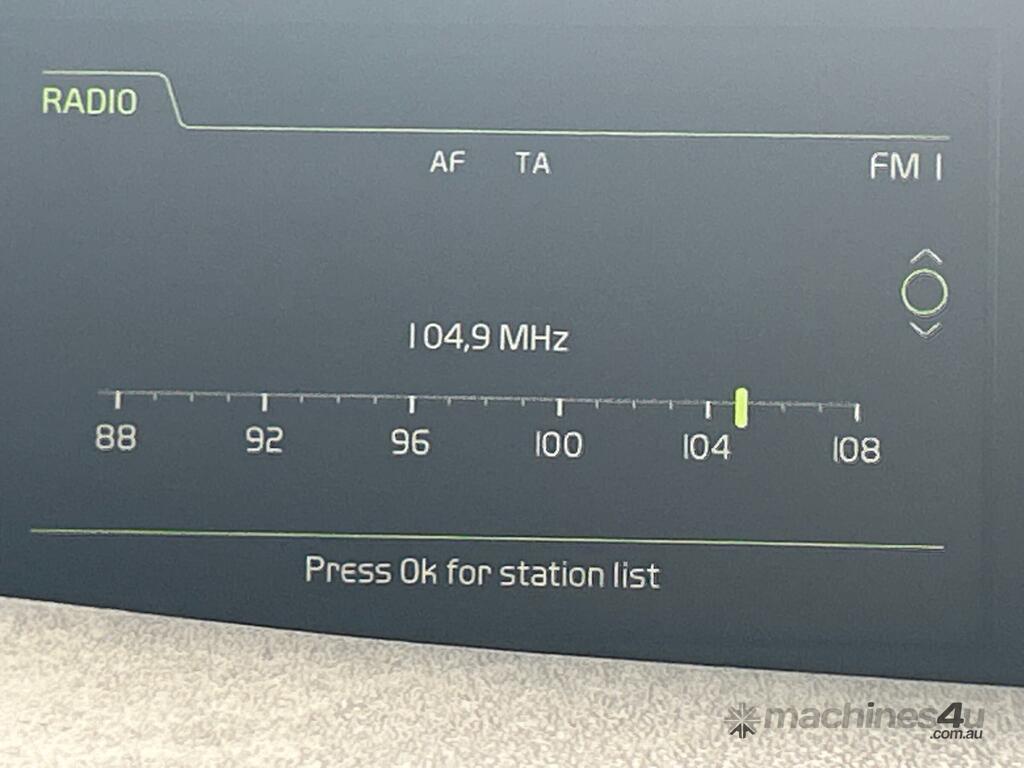 RADIO
AF TA FM 1
104,9 MHz
88 92 96 100 104 108
Press Ok for station list
machines4u
.com.au